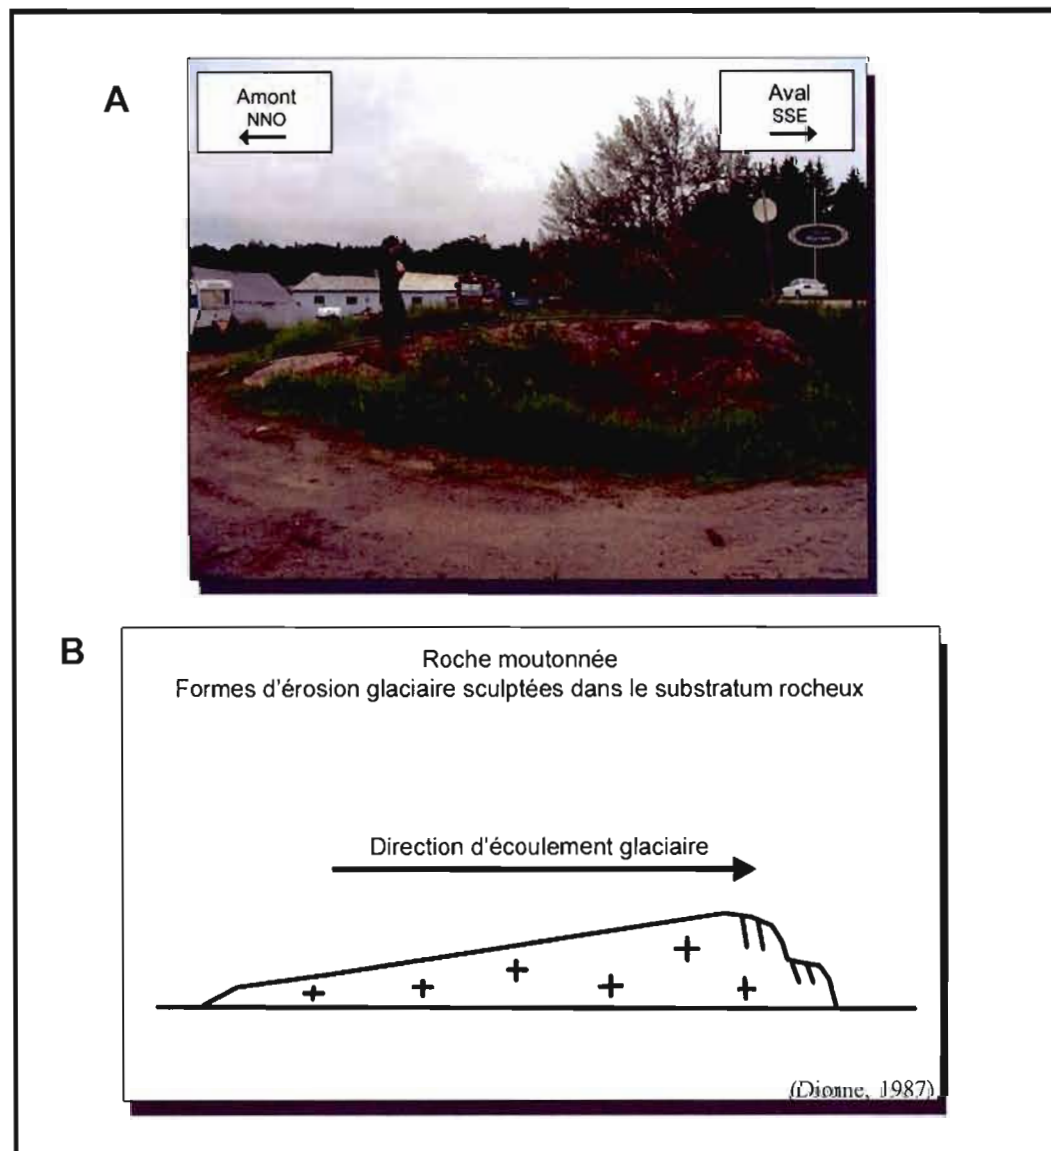 A
Amont
NNO
Aval
SSE
B
Roche moutonnée
Formes d'érosion glaciaire sculptées dans le substratum rocheux
Direction d'écoulement glaciaire
(Dionne, 1987)